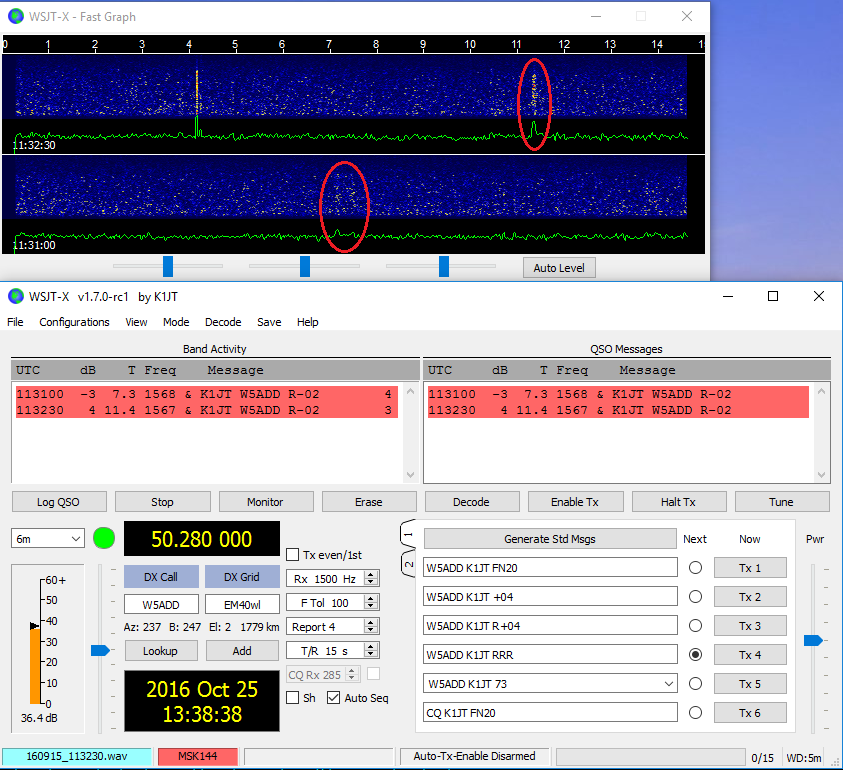 WSJT-X - Fast Graph
0 1 2 3 4 5 6 7 8 9 10 11 12 13 14 15
11:32:30
11:31:00
Auto Level
WSJT-X v1.7.0-rc1 by K1JT
File Configurations View Mode Decode Save Help
Band Activity QSO Messages
UTC dB T Freq Message UTC dB T Freq Message
113100 -3 7.3 1568 & K1JT W5ADD R-02 4 113100 -3 7.3 1568 & K1JT W5ADD R-02
113230 4 11.4 1567 & K1JT W5ADD R-02 3 113230 4 11.4 1567 & K1JT W5ADD R-02
Log QSO Stop Monitor Erase Decode Enable Tx Halt Tx Tune
6m 50.280 000 Tx even/1st
1 Generate Std Msgs Next Now Pwr
2 W5ADD K1JT FN20 Tx 1
DX Call DX Grid Rx 1500 Hz
W5ADD EM40wl F Tol 100 W5ADD K1JT +04 Tx 2
Az: 237 B: 247 El: 2 1779 km Report 4 W5ADD K1JT R+04 Tx 3
Lookup Add T/R 15 s W5ADD K1JT RRR Tx 4
CQ Rx 285 W5ADD K1JT 73 Tx 5
Sh Auto Seq CQ K1JT FN20 Tx 6
60+
50
40
30
20
10
0
36.4 dB
2016 Oct 25
13:38:38
160915_113230.wav MSK144 Auto-Tx-Enable Disarmed 0/15 WD:5m